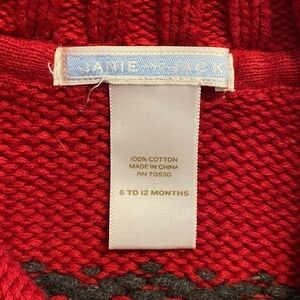 JANIE AND JACK
100% COTTON
MADE IN CHINA
RN 70530
6 TO 12 MONTHS